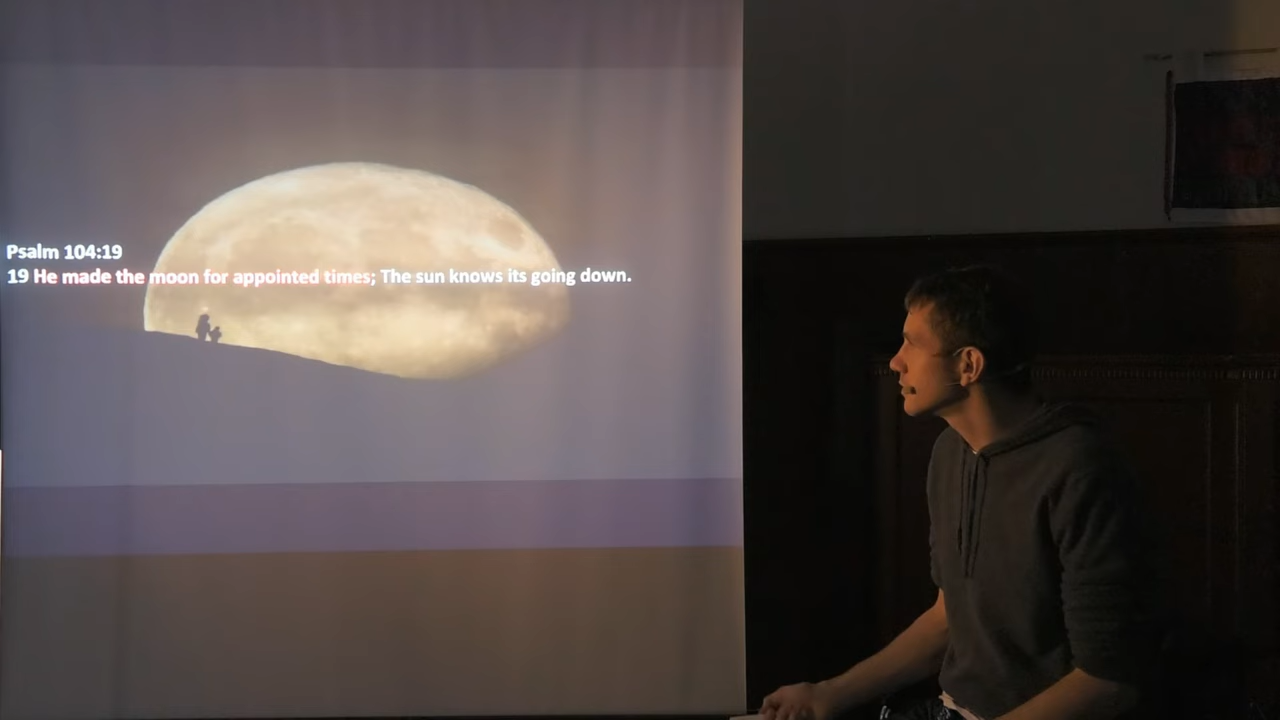 Psalm 104:19
19 He made the moon for appointed times; The sun knows its going down.